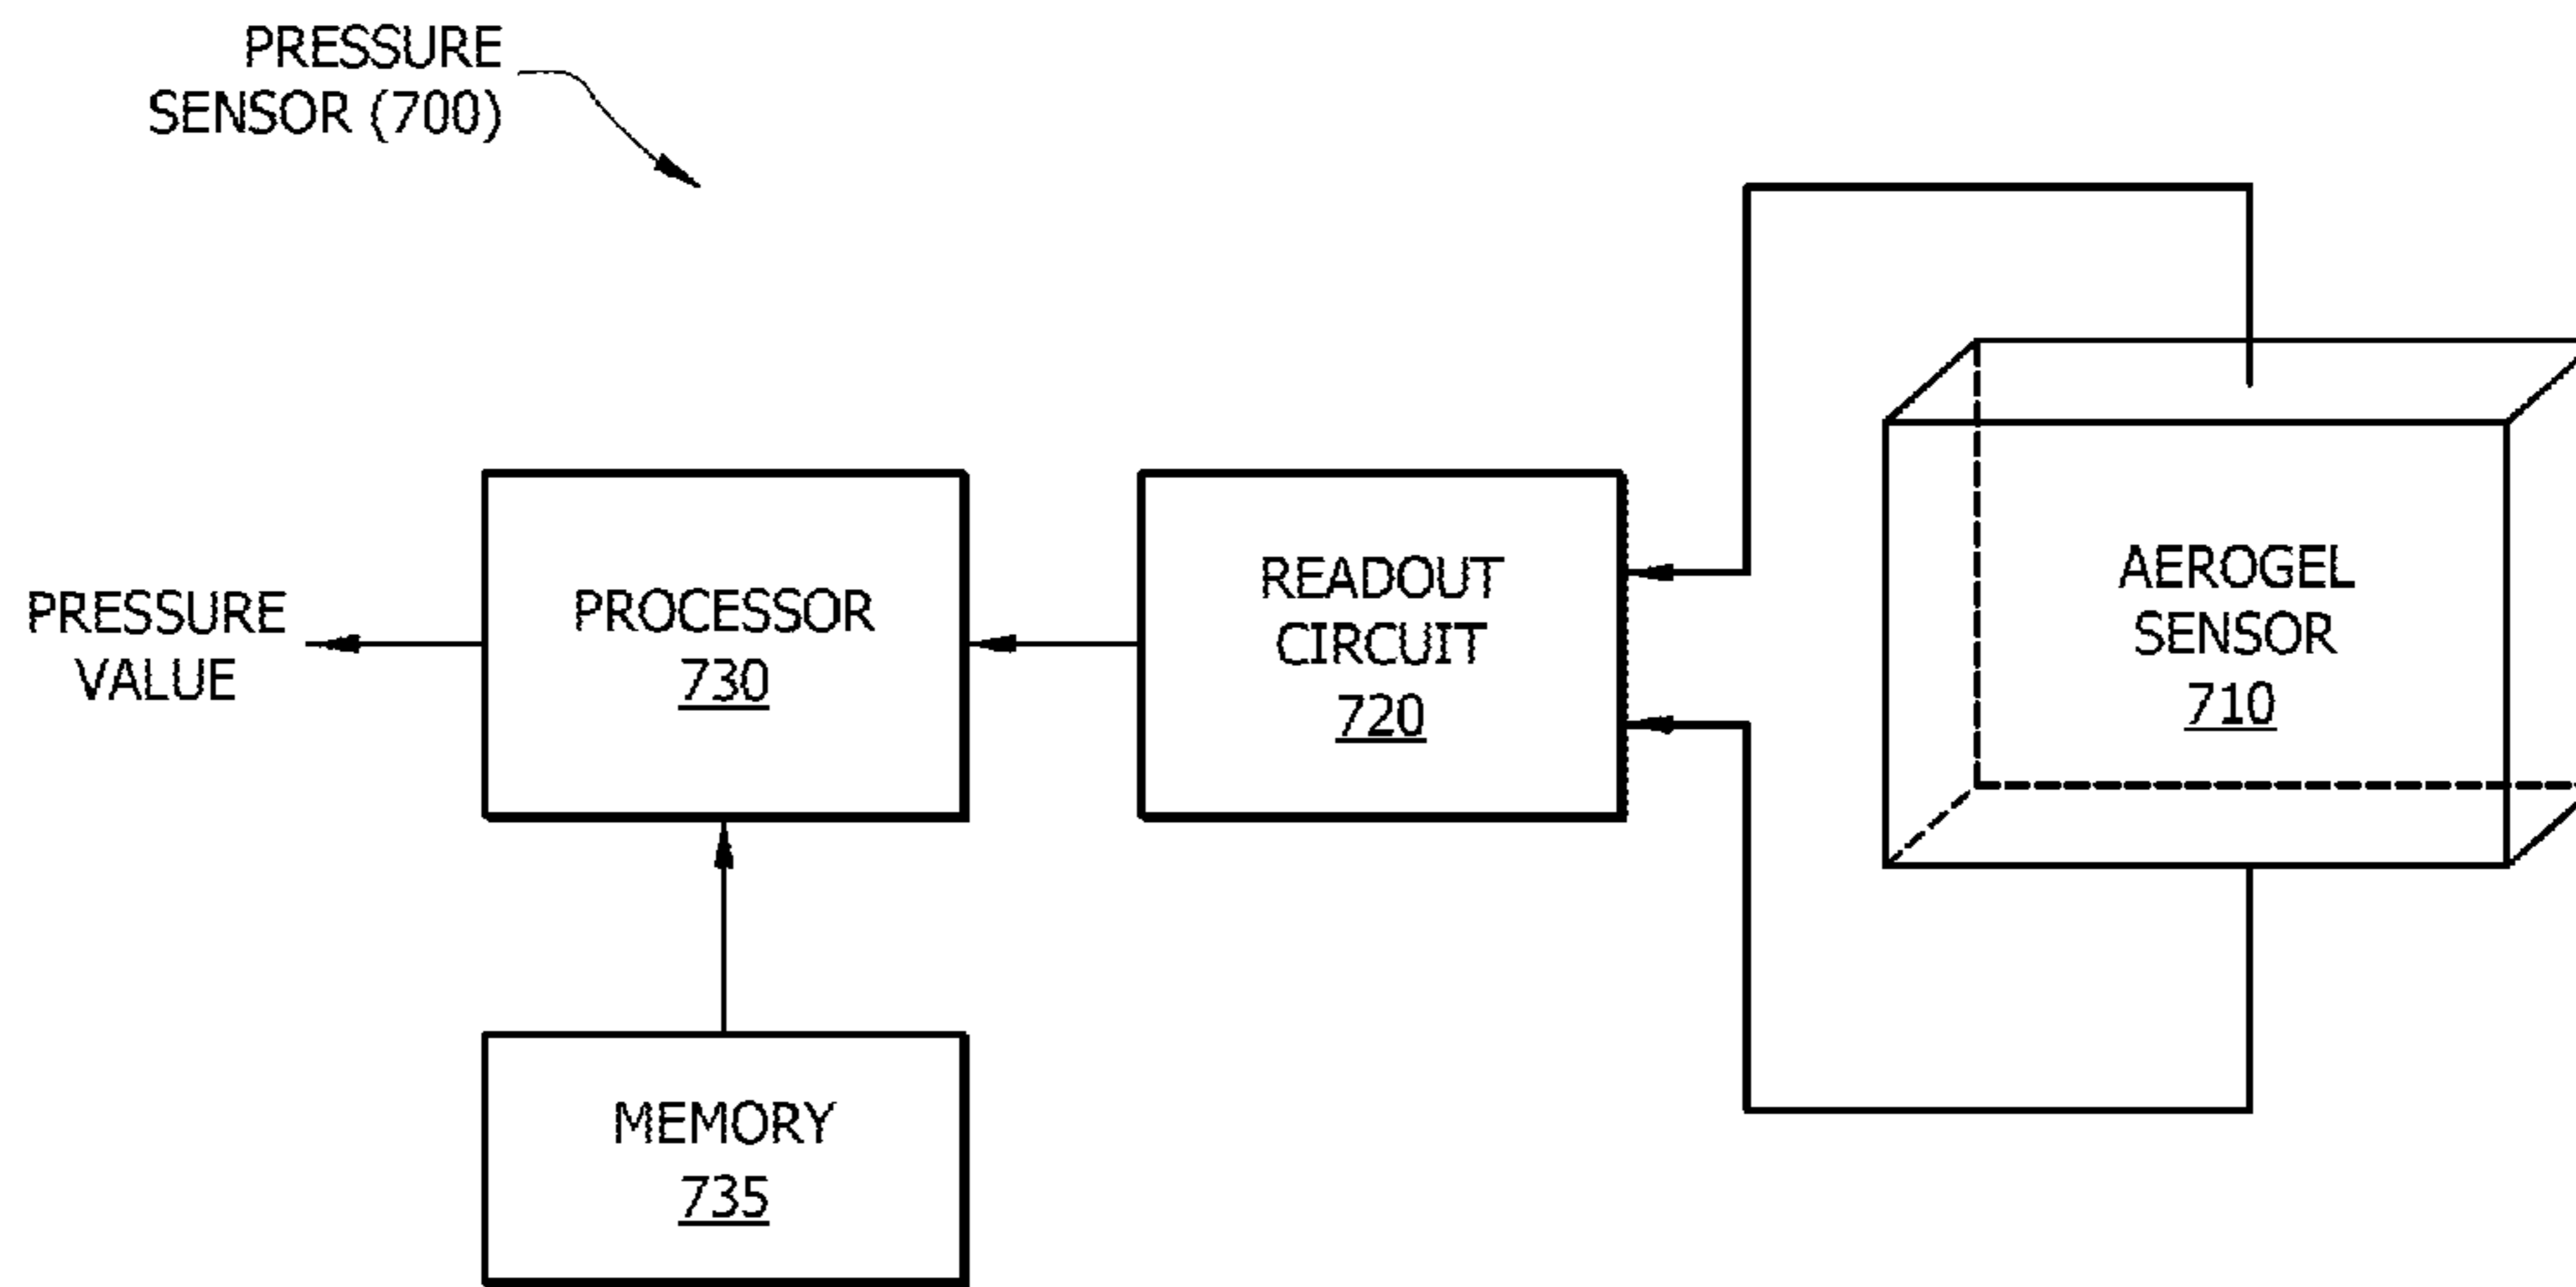 PRESSURE
SENSOR (700)
PRESSURE
VALUE
PROCESSOR
730
READOUT
CIRCUIT
720
AEROGEL
SENSOR
710
MEMORY
735